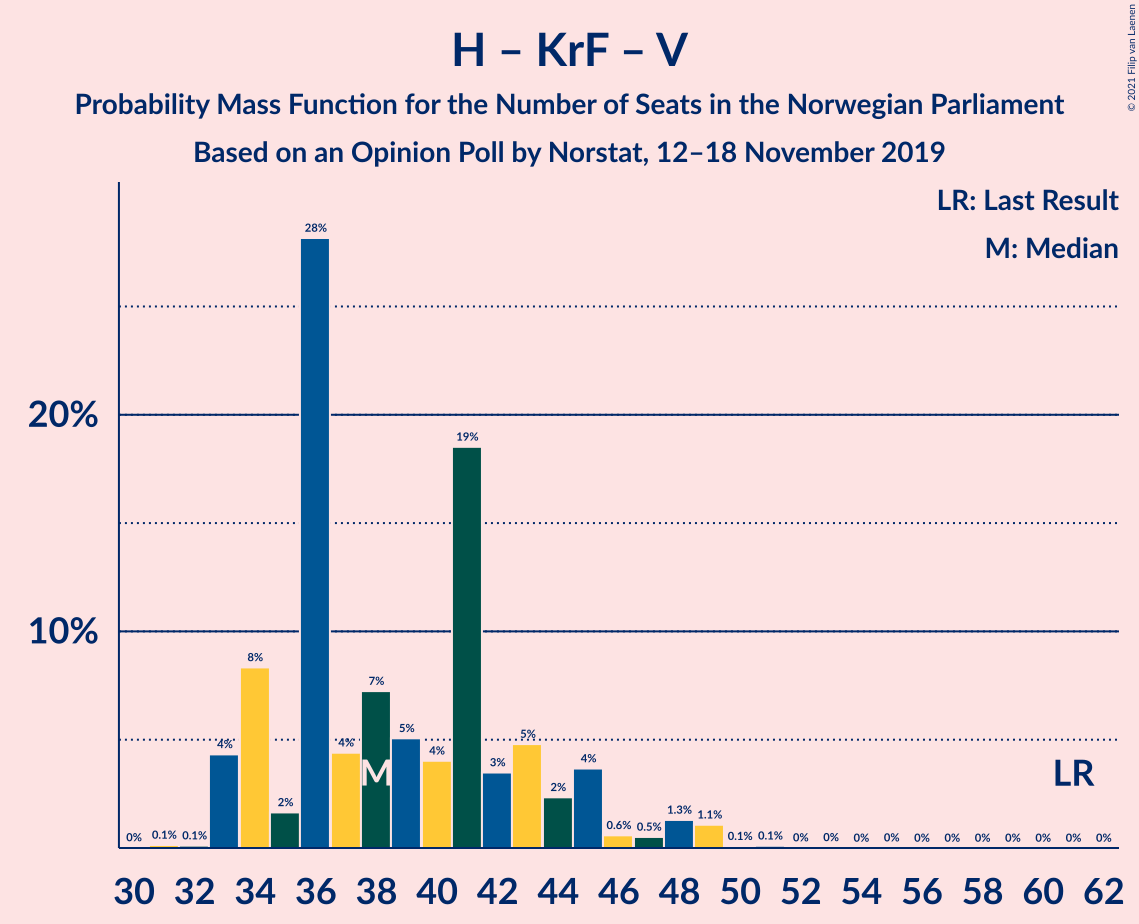 © 2021 Filip van Laenen
H – KrF – V
Probability Mass Function for the Number of Seats in the Norwegian Parliament
Based on an Opinion Poll by Norstat, 12–18 November 2019
LR: Last Result
M: Median
28%
20%
19%
10%
8%
7%
4% 2% 4% 5% 4% 3% 5% 2% 4%
M
LR
0% 0.1% 0.1% 0.6% 0.5% 1.3% 1.1% 0.1% 0.1% 0% 0% 0% 0% 0% 0% 0% 0% 0% 0% 0%
30 32 34 36 38 40 42 44 46 48 50 52 54 56 58 60 62